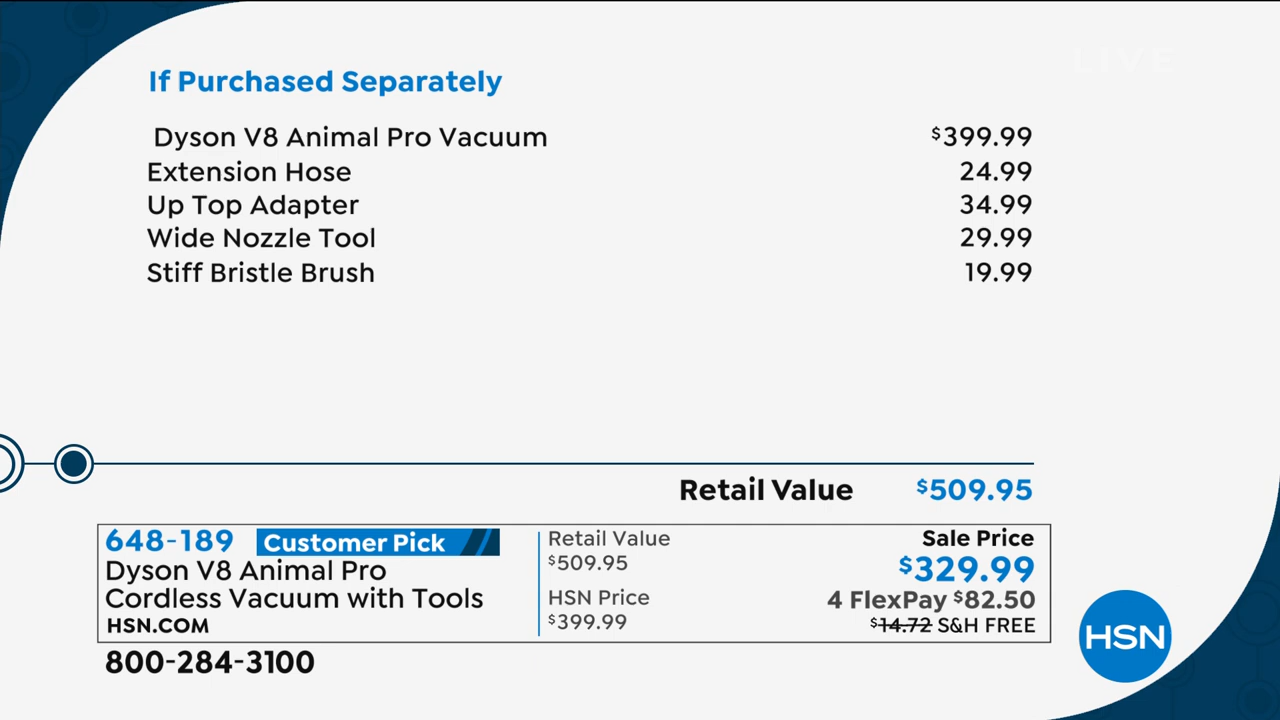 LIVE
If Purchased Separately
Dyson V8 Animal Pro Vacuum $399.99
Extension Hose 24.99
Up Top Adapter 34.99
Wide Nozzle Tool 29.99
Stiff Bristle Brush 19.99
Retail Value $509.95
648-189 Customer Pick
Dyson V8 Animal Pro
Cordless Vacuum with Tools
HSN.COM
Retail Value
$509.95
HSN Price
$399.99
Sale Price
$329.99
4 FlexPay $82.50
$14.72 S&H FREE
HSN
800-284-3100